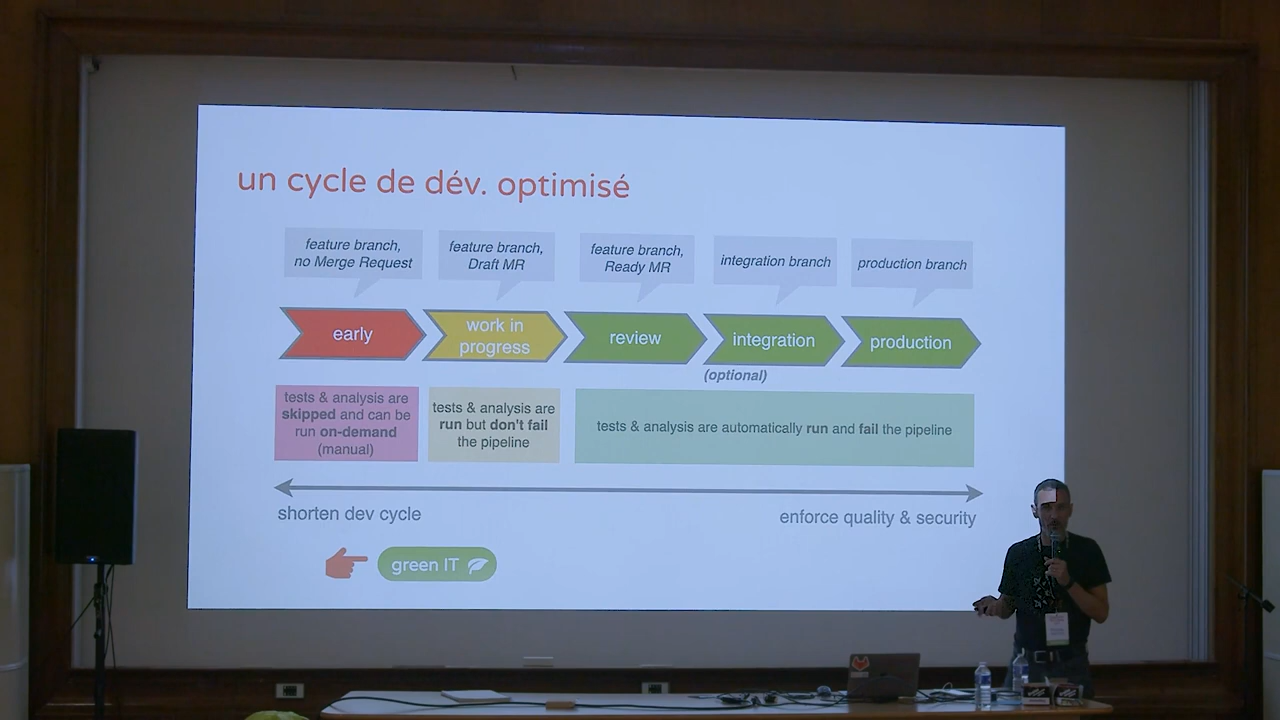 un cycle de dév. optimisé
feature branch,
no Merge Request
feature branch,
Draft MR
feature branch,
Ready MR
integration branch
production branch
early
work in
progress
review
integration
production
(optional)
tests & analysis are
skipped and can be
run on-demand
(manual)
tests & analysis are
run but don't fail
the pipeline
tests & analysis are automatically run and fail the pipeline
shorten dev cycle
enforce quality & security
green IT